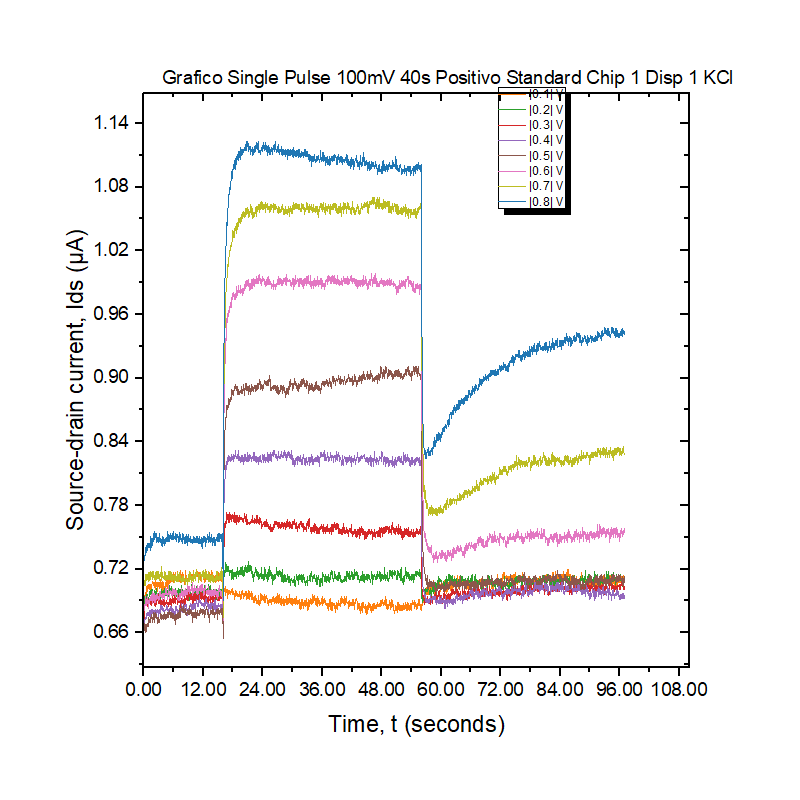 Grafico Single Pulse 100mV 40s Positivo Standard Chip 1 Disp 1 KCl
|0.1| V
|0.2| V
|0.3| V
|0.4| V
|0.5| V
|0.6| V
|0.7| V
|0.8| V
1.14
1.08
1.02
0.96
0.90
0.84
0.78
0.72
0.66
Source-drain current, Ids (μA)
0.00 12.00 24.00 36.00 48.00 60.00 72.00 84.00 96.00 108.00
Time, t (seconds)